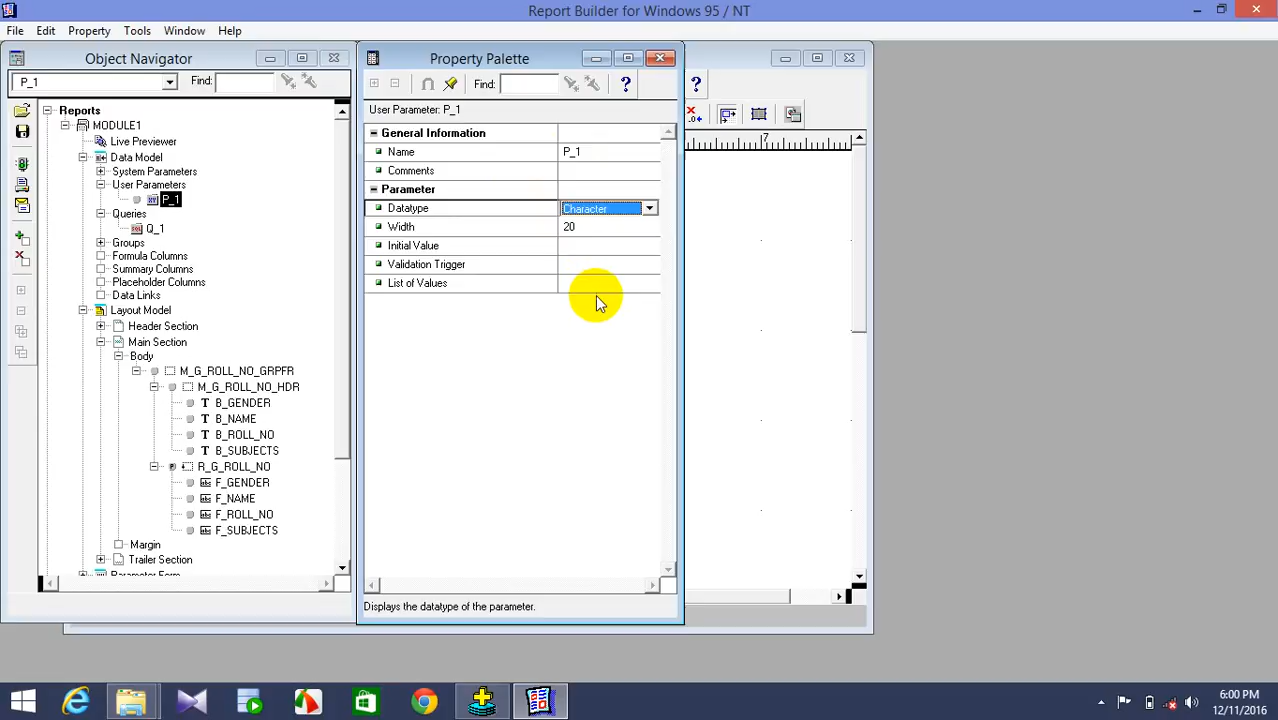 Report Builder for Windows 95 / NT
File Edit Property Tools Window Help
Object Navigator
P_1
Find:
Reports
MODULE1
Live Previewer
Data Model
System Parameters
User Parameters
P_1
Queries
Q_1
Groups
Formula Columns
Summary Columns
Placeholder Columns
Data Links
Layout Model
Header Section
Main Section
Body
M_G_ROLL_NO_GRPFR
M_G_ROLL_NO_HDR
B_GENDER
B_NAME
B_ROLL_NO
B_SUBJECTS
R_G_ROLL_NO
F_GENDER
F_NAME
F_ROLL_NO
F_SUBJECTS
Margin
Trailer Section
Parameter Form
Property Palette
Find:
User Parameter: P_1
General Information
Name P_1
Comments
Parameter
Datatype Character
Width 20
Initial Value
Validation Trigger
List of Values
Displays the datatype of the parameter.
7
6:00 PM
12/11/2016